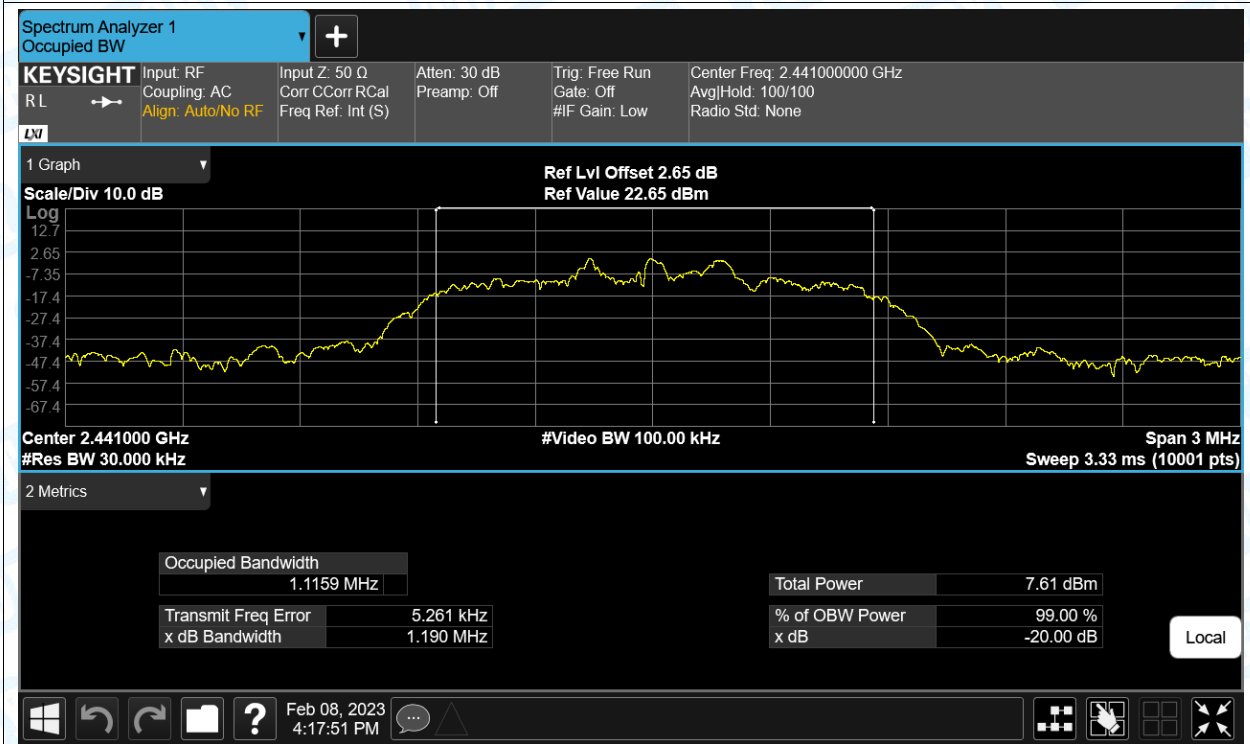 Spectrum Analyzer 1
Occupied BW
+
KEYSIGHT
R L
LXI
Input: RF
Coupling: AC
Align: Auto/No RF
Input Z: 50 Ω
Corr CCorr RCal
Freq Ref: Int (S)
Atten: 30 dB
Preamp: Off
Trig: Free Run
Gate: Off
#IF Gain: Low
Center Freq: 2.441000000 GHz
Avg|Hold: 100/100
Radio Std: None
1 Graph
Scale/Div 10.0 dB
Ref Lvl Offset 2.65 dB
Ref Value 22.65 dBm
Log
12.7
2.65
-7.35
-17.4
-27.4
-37.4
-47.4
-57.4
-67.4
Center 2.441000 GHz
#Video BW 100.00 kHz
Span 3 MHz
#Res BW 30.000 kHz
Sweep 3.33 ms (10001 pts)
2 Metrics
Occupied Bandwidth
1.1159 MHz
Total Power 7.61 dBm
Transmit Freq Error 5.261 kHz
% of OBW Power 99.00 %
x dB Bandwidth 1.190 MHz
x dB -20.00 dB
Local
?
Feb 08, 2023
4:17:51 PM